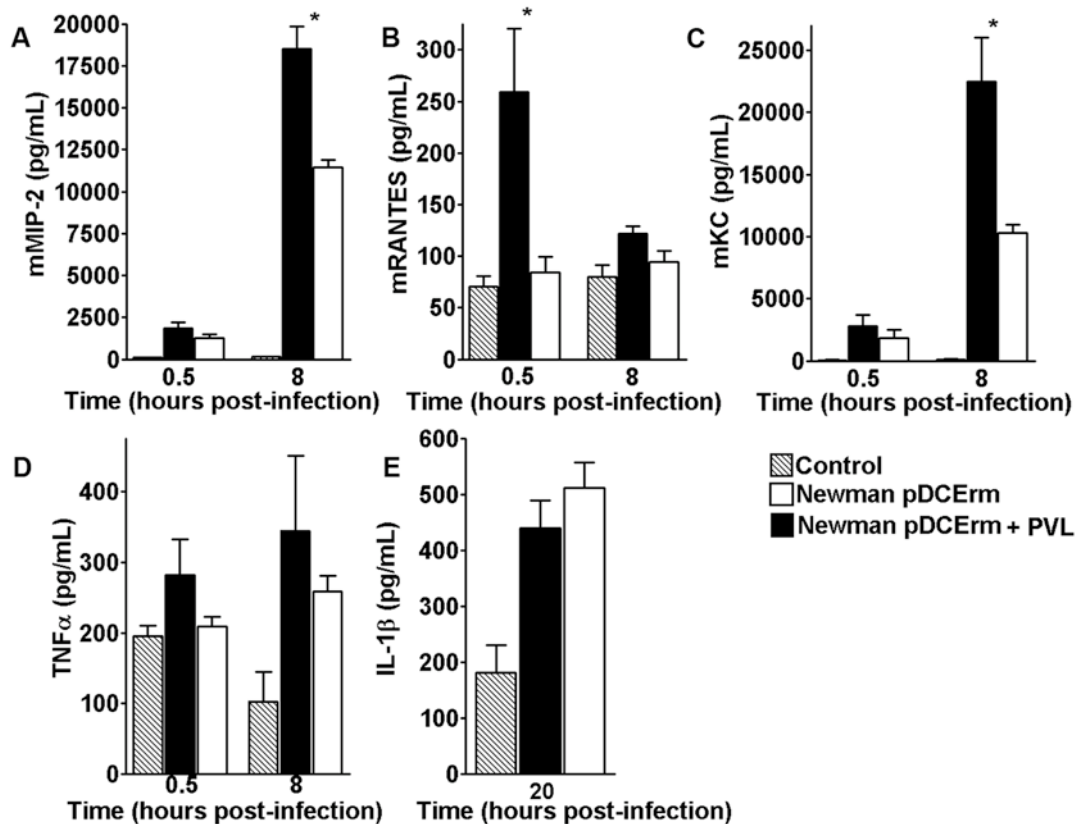 A
mMIP-2 (pg/mL)
20000
17500
15000
12500
10000
7500
5000
2500
0
*
0.5 8
Time (hours post-infection)
B
mRANTES (pg/mL)
300
250
200
150
100
50
0
*
0.5 8
Time (hours post-infection)
C
mKC (pg/mL)
25000
20000
15000
10000
5000
0
*
0.5 8
Time (hours post-infection)
D
TNFα (pg/mL)
400
300
200
100
0
0.5 8
Time (hours post-infection)
E
IL-1β (pg/mL)
600
500
400
300
200
100
0
20
Time (hours post-infection)
Control
Newman pDCErm
Newman pDCErm + PVL